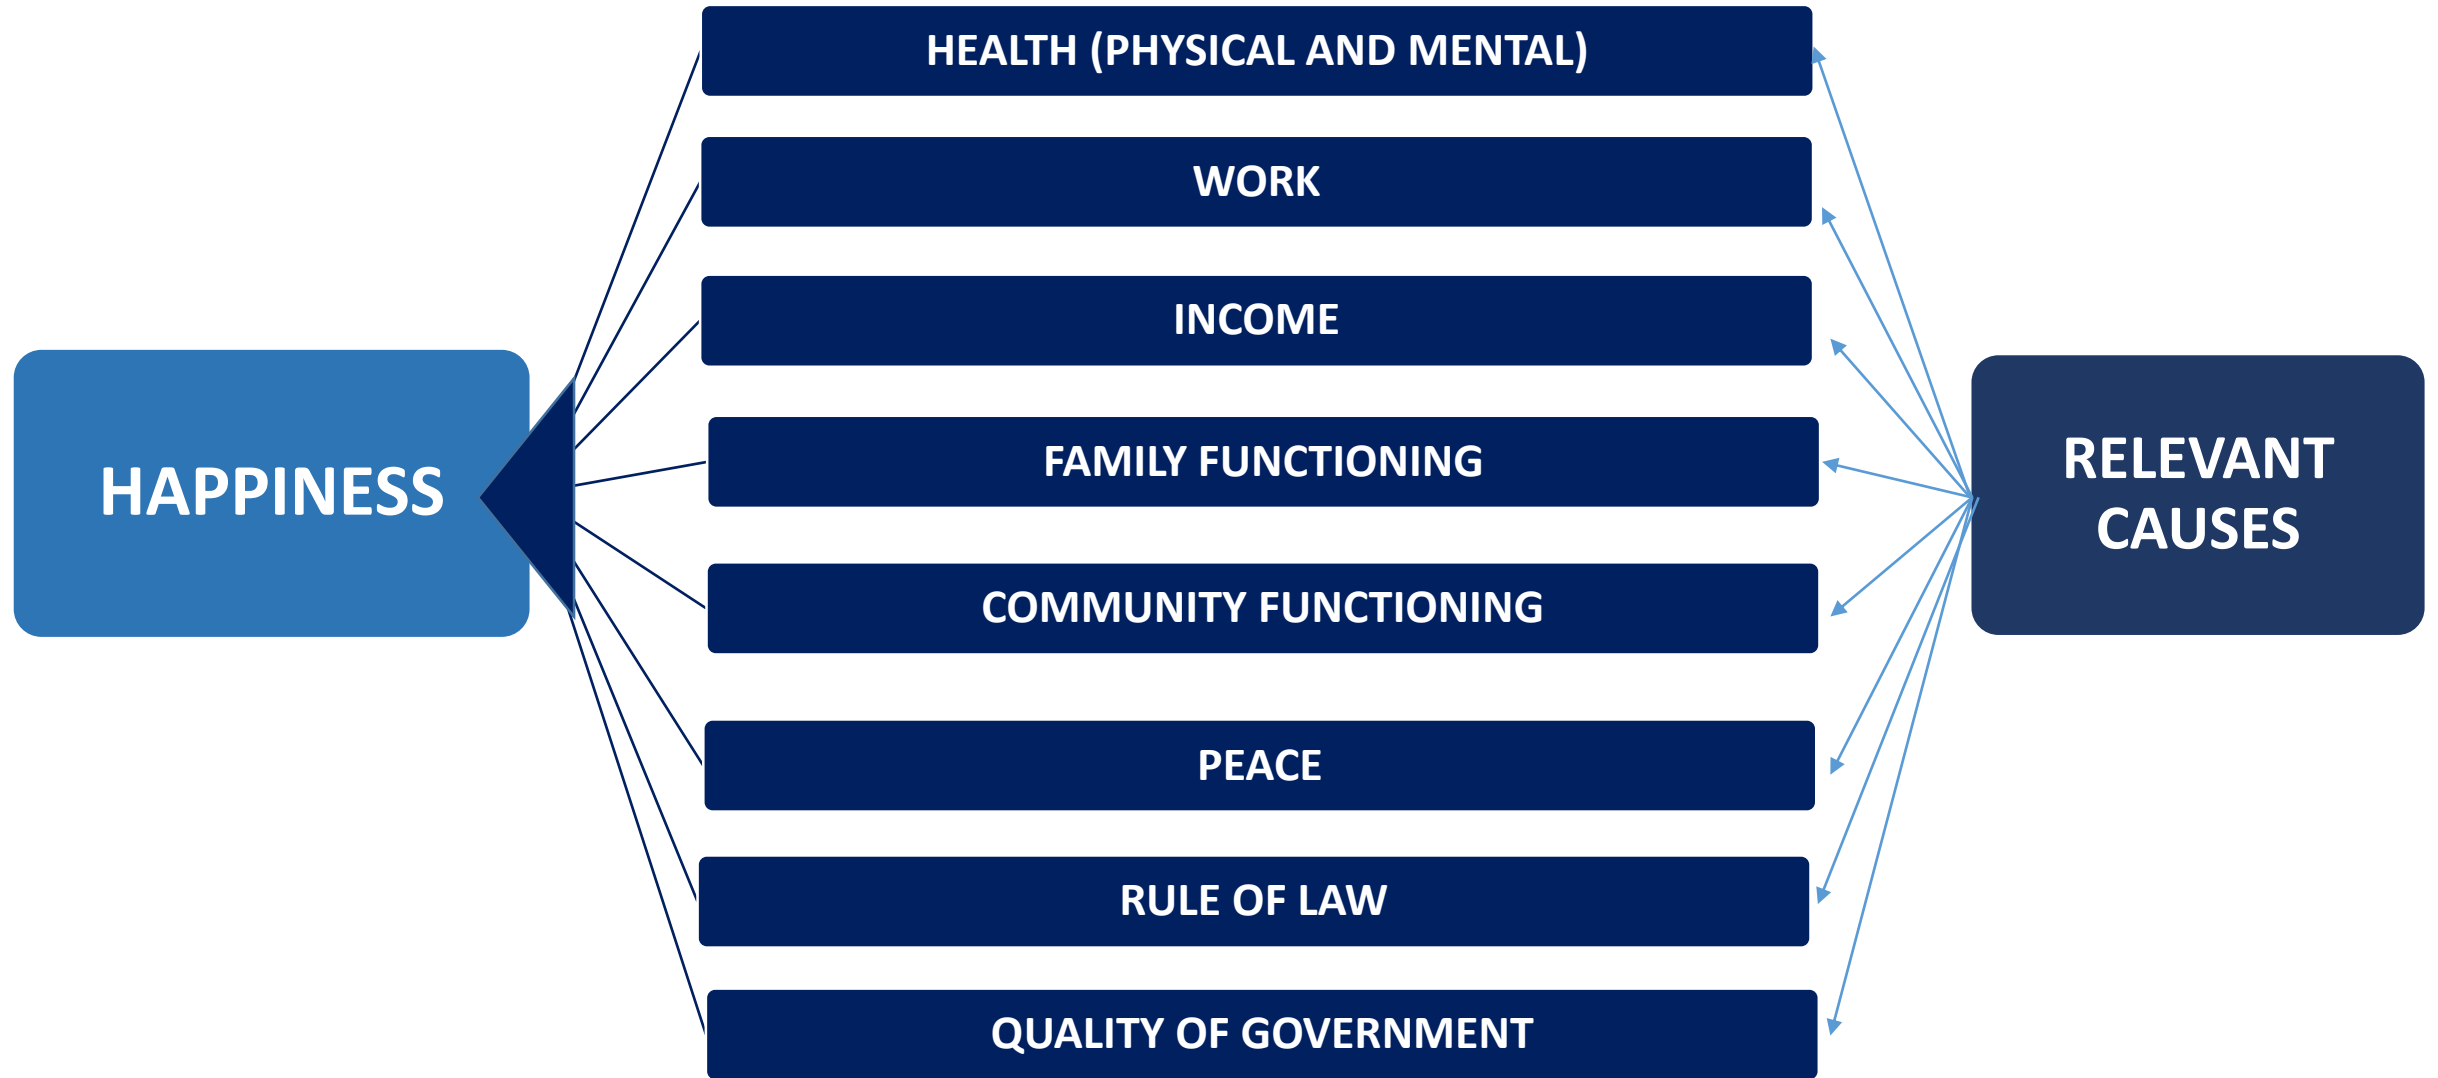 HEALTH (PHYSICAL AND MENTAL)
WORK
INCOME
FAMILY FUNCTIONING
COMMUNITY FUNCTIONING
PEACE
RULE OF LAW
QUALITY OF GOVERNMENT
HAPPINESS
RELEVANT
CAUSES